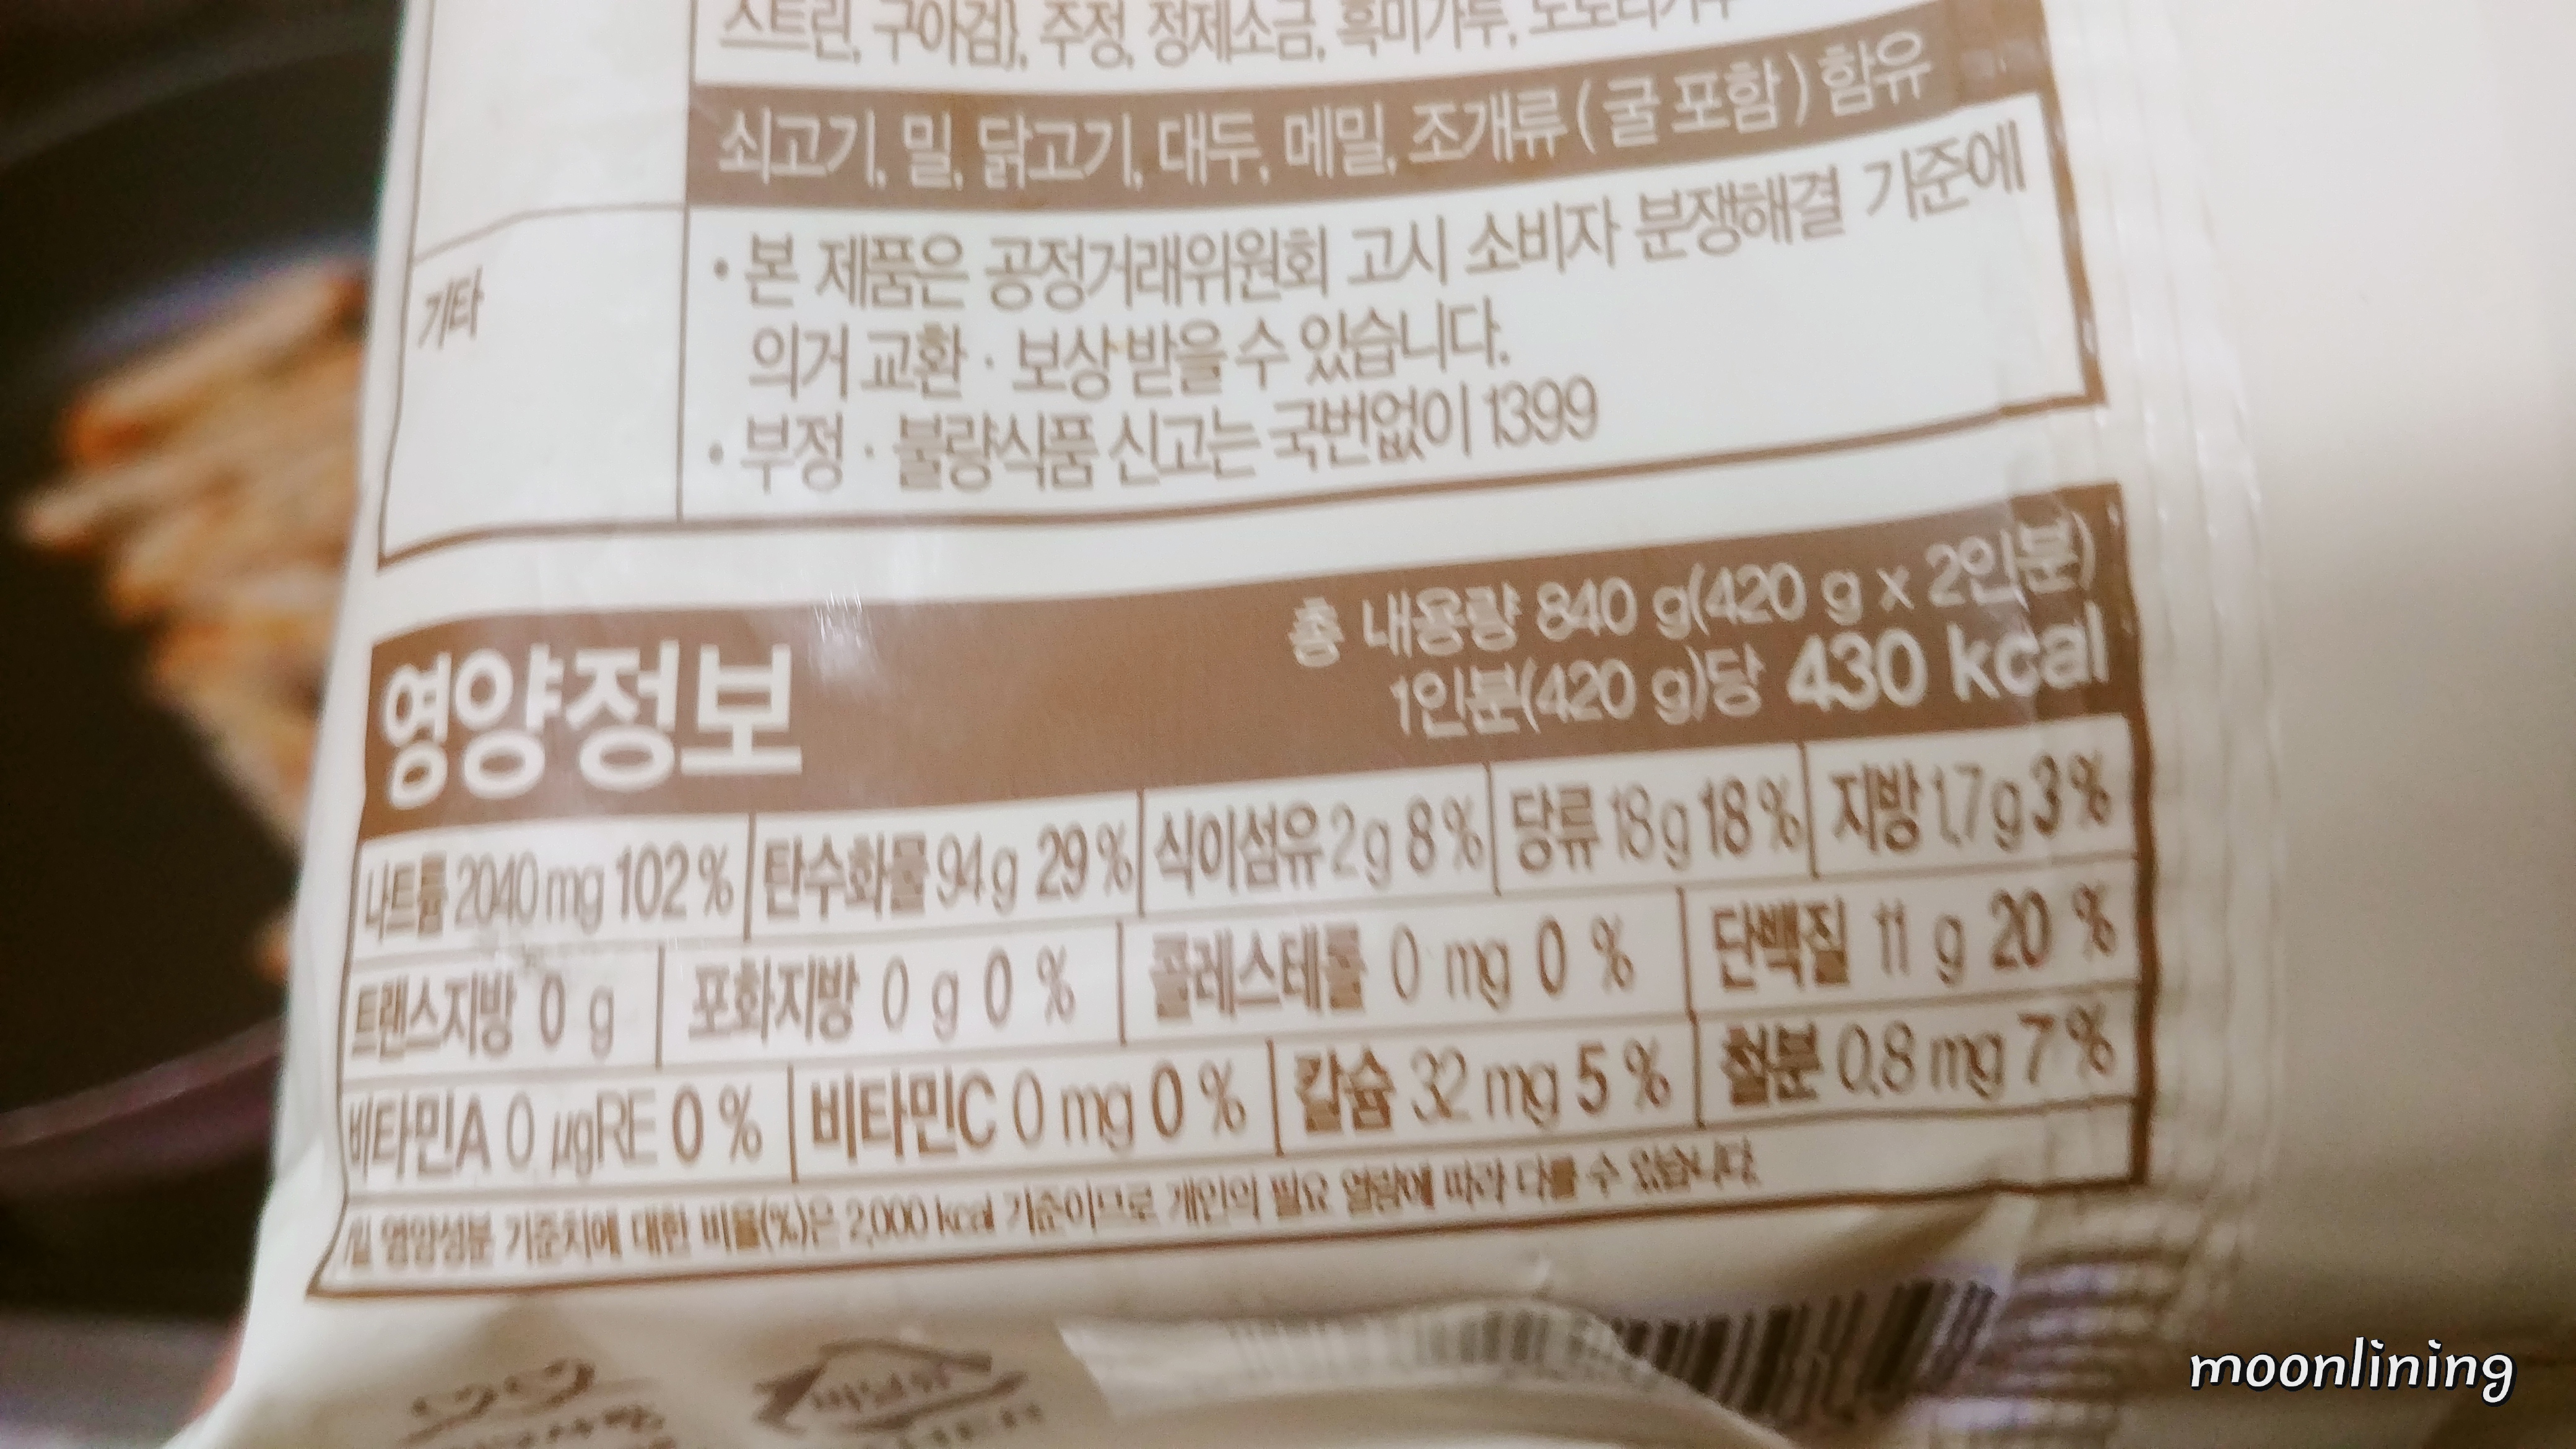 스트린, 구아검}, 주정, 정제소금, 흑미가루, 도토리가루
쇠고기, 밀, 닭고기, 대두, 메밀, 조개류(굴 포함) 함유
기타
• 본 제품은 공정거래위원회 고시 소비자 분쟁해결 기준에
의거 교환 · 보상 받을 수 있습니다.
• 부정 · 불량식품 신고는 국번없이 1399
영양정보
총 내용량 840 g(420 g x 2인분)
1인분(420 g)당 430 kcal
나트륨 2040 mg 102 % 탄수화물 94 g 29 % 식이섬유 2 g 8 % 당류 18 g 18 % 지방 1.7 g 3 %
트랜스지방 0 g 포화지방 0 g 0 % 콜레스테롤 0 mg 0 % 단백질 11 g 20 %
비타민A 0 μgRE 0 % 비타민C 0 mg 0 % 칼슘 32 mg 5 % 철분 0.8 mg 7 %
영양성분 기준치에 대한 비율(%)은 2,000 kcal 기준이므로 개인의 필요 열량에 따라 다를 수 있습니다.
moonlining